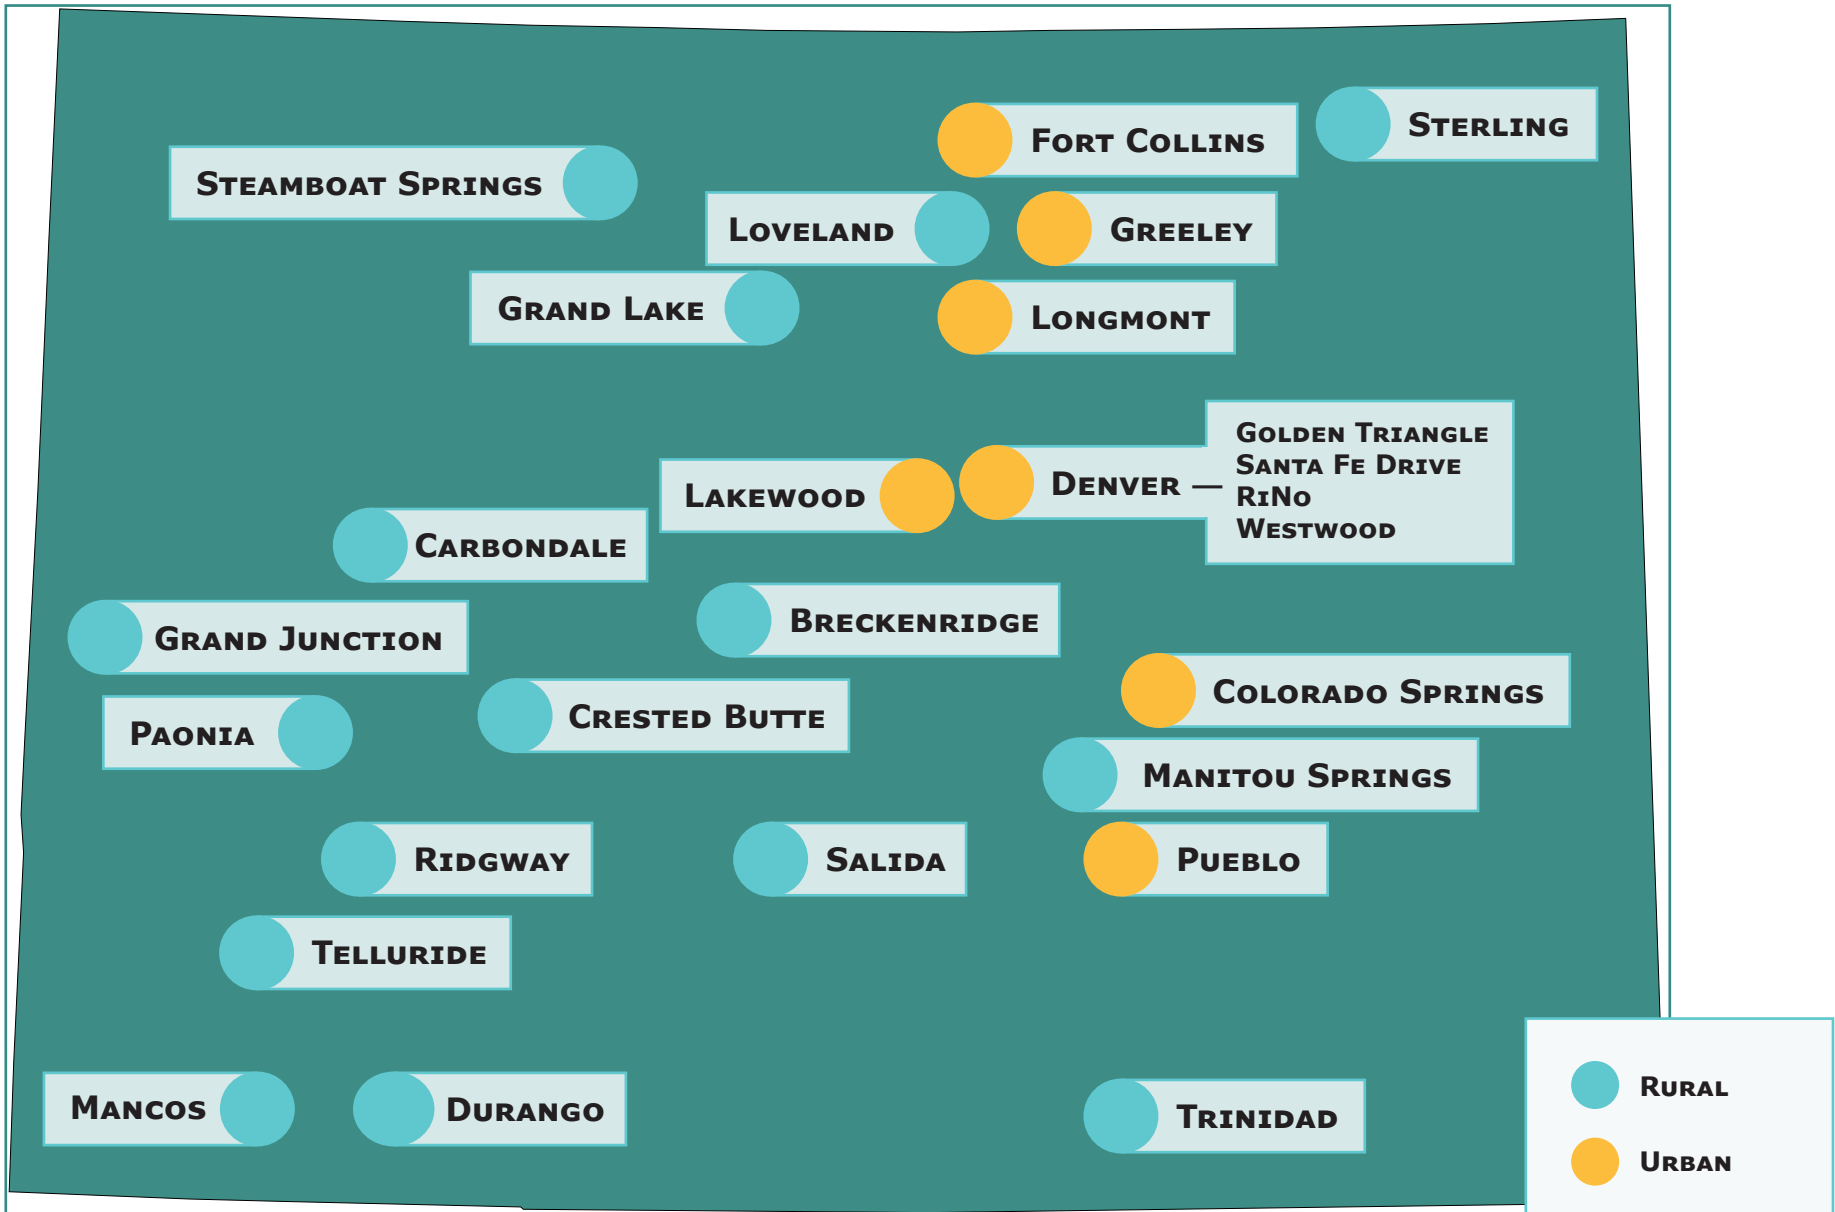 Fort Collins
Sterling
Steamboat Springs
Loveland
Greeley
Grand Lake
Longmont
Golden Triangle
Santa Fe Drive
Denver —
Lakewood
RiNo
Westwood
Carbondale
Breckenridge
Grand Junction
Colorado Springs
Crested Butte
Paonia
Manitou Springs
Ridgway
Salida
Pueblo
Telluride
Mancos
Durango
Trinidad
Rural
Urban